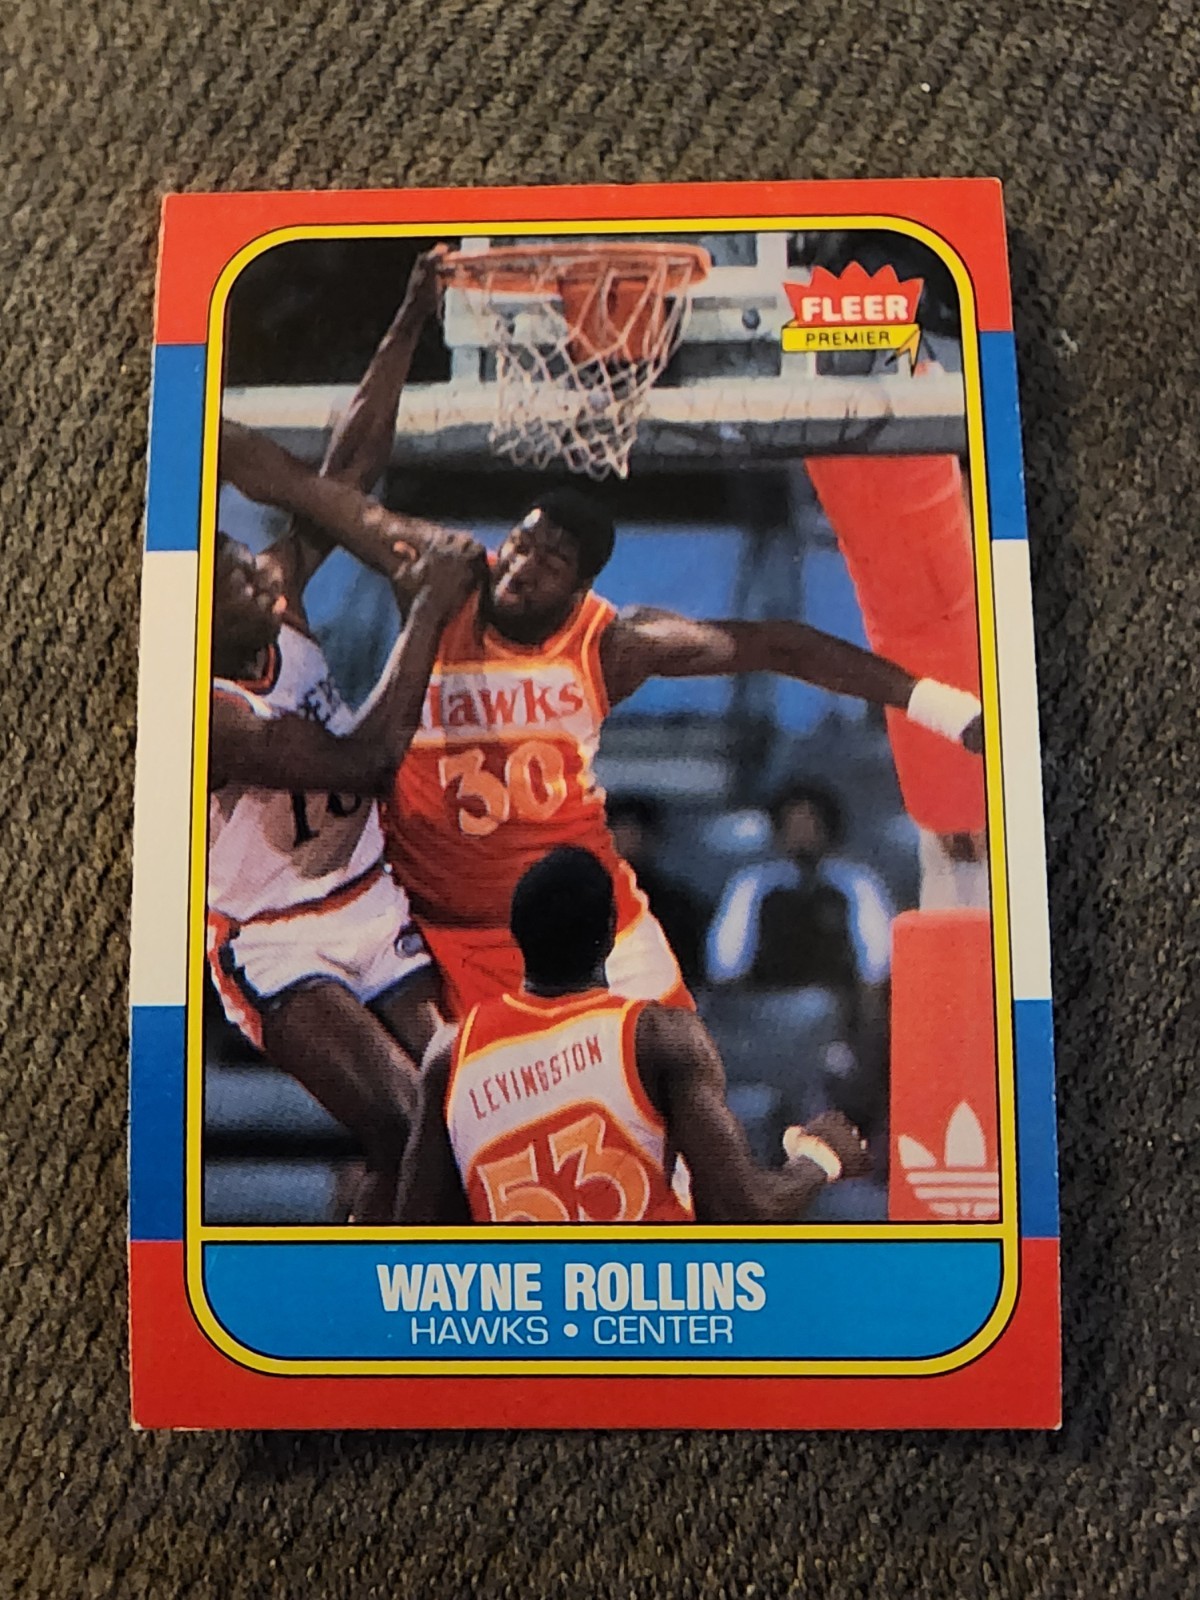 FLEER
PREMIER
Hawks
30
LEVINGSTON
53
WAYNE ROLLINS
HAWKS • CENTER